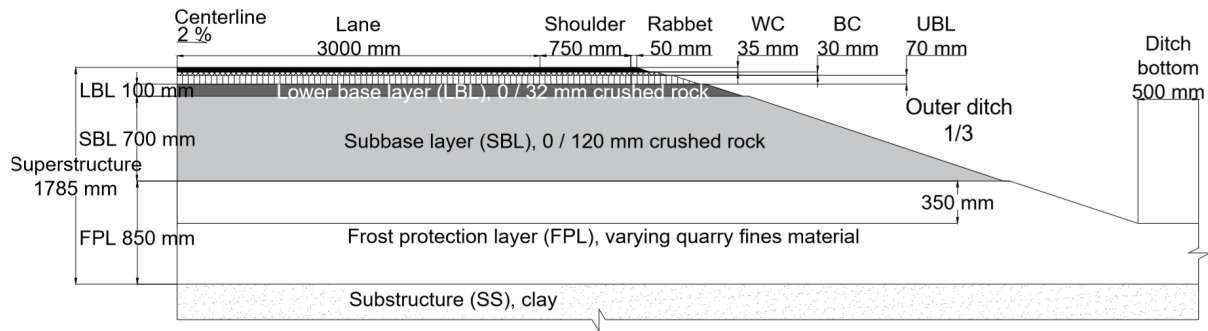 Centerline
2 %
Lane
3000 mm
Shoulder
750 mm
Rabbet
50 mm
WC
35 mm
BC
30 mm
UBL
70 mm
Ditch
bottom
500 mm
LBL 100 mm
Lower base layer (LBL), 0 / 32 mm crushed rock
Outer ditch
1/3
SBL 700 mm
Subbase layer (SBL), 0 / 120 mm crushed rock
Superstructure
1785 mm
350 mm
FPL 850 mm
Frost protection layer (FPL), varying quarry fines material
Substructure (SS), clay